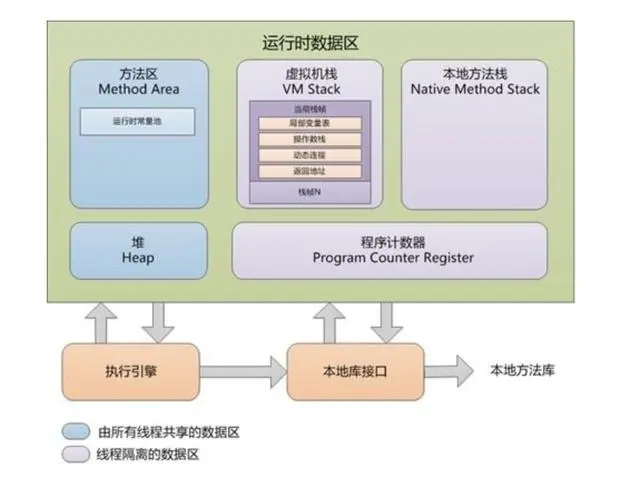 运行时数据区
方法区
Method Area
运行时常量池
虚拟机栈
VM Stack
当前栈帧
局部变量表
操作数栈
动态连接
返回地址
栈帧N
本地方法栈
Native Method Stack
堆
Heap
程序计数器
Program Counter Register
执行引擎
本地库接口
本地方法库
由所有线程共享的数据区
线程隔离的数据区